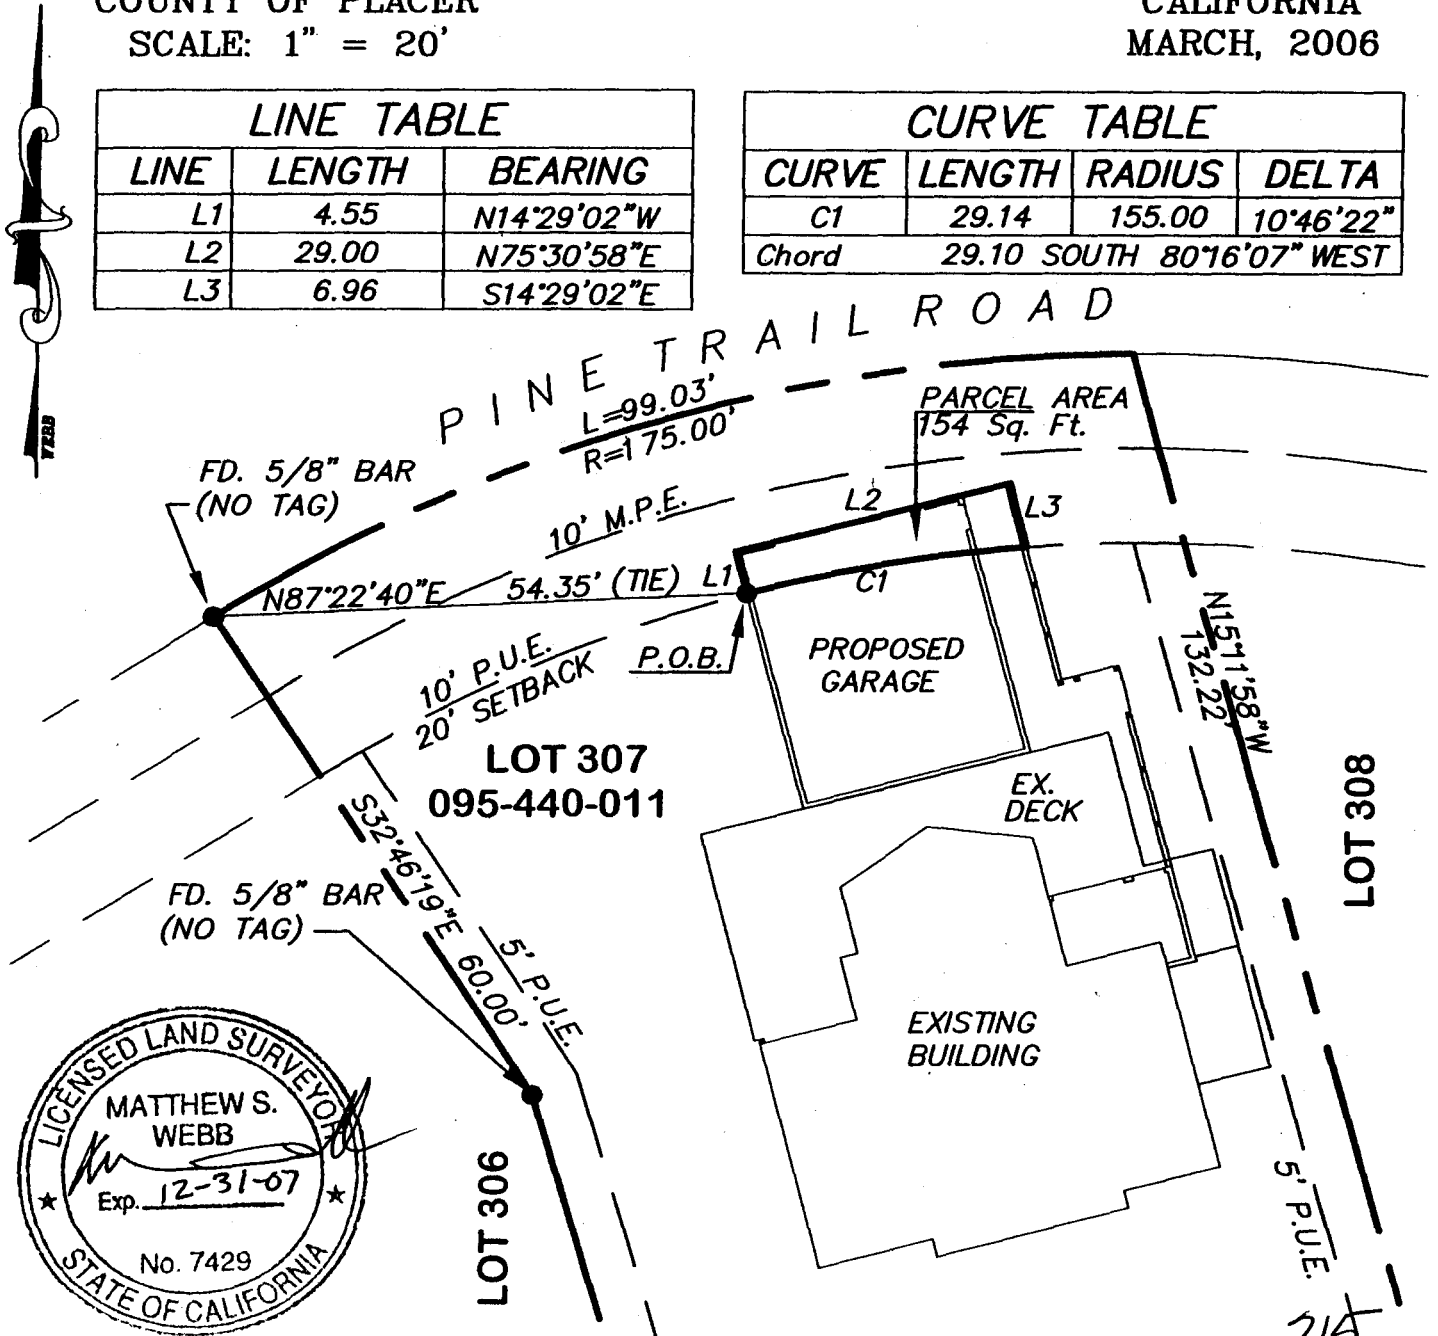 COUNTY OF PLACER
SCALE: 1" = 20'
CALIFORNIA
MARCH, 2006
LINE TABLE
LINE LENGTH BEARING
L1 4.55 N14°29'02"W
L2 29.00 N75°30'58"E
L3 6.96 S14°29'02"E
CURVE TABLE
CURVE LENGTH RADIUS DELTA
C1 29.14 155.00 10°46'22"
Chord 29.10 SOUTH 80°16'07" WEST
WEBB
PINE TRAIL ROAD
L=99.03'
R=175.00'
PARCEL AREA
154 Sq. Ft.
FD. 5/8" BAR
(NO TAG)
10' M.P.E.
L2
L3
N87°22'40"E 54.35' (TIE) L1
C1
10' P.U.E.
20' SETBACK
P.O.B.
PROPOSED
GARAGE
N15°11'58"W
132.22'
LOT 307
095-440-011
EX.
DECK
LOT 308
S32°46'19"E 60.00'
FD. 5/8" BAR
(NO TAG)
5' P.U.E.
EXISTING
BUILDING
LICENSED LAND SURVEYOR
MATTHEW S.
WEBB
Exp. 12-31-07
No. 7429
STATE OF CALIFORNIA
LOT 306
5' P.U.E.